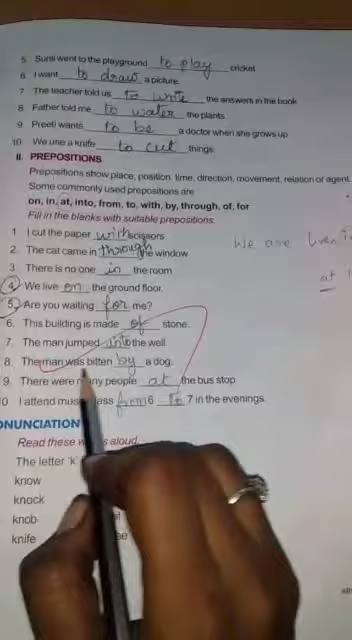 5 Sunil went to the playground to play cricket
6 I want to draw a picture.
7 The teacher told us to write the answers in the book
8 Father told me to water the plants
9 Preeti wants to be a doctor when she grows up
10 We use a knife to cut things.
II. PREPOSITIONS
Prepositions show place, position, time, direction, movement, relation or agent.
Some commonly used prepositions are
on, in, at, into, from, to, with, by, through, of, for
Fill in the blanks with suitable prepositions.
1 I cut the paper with scissors
We are
2. The cat came in through the window
3. There is no one in the room
at
4. We live on the ground floor.
5. Are you waiting for me?
6. This building is made of stone.
7. The man jumped into the well.
8. The man was bitten by a dog.
9 There were many people at the bus stop
10 I attend music class from 6 to 7 in the evenings.
ONUNCIATION
Read these aloud.
The letter 'k'
know
knock
knob
knife